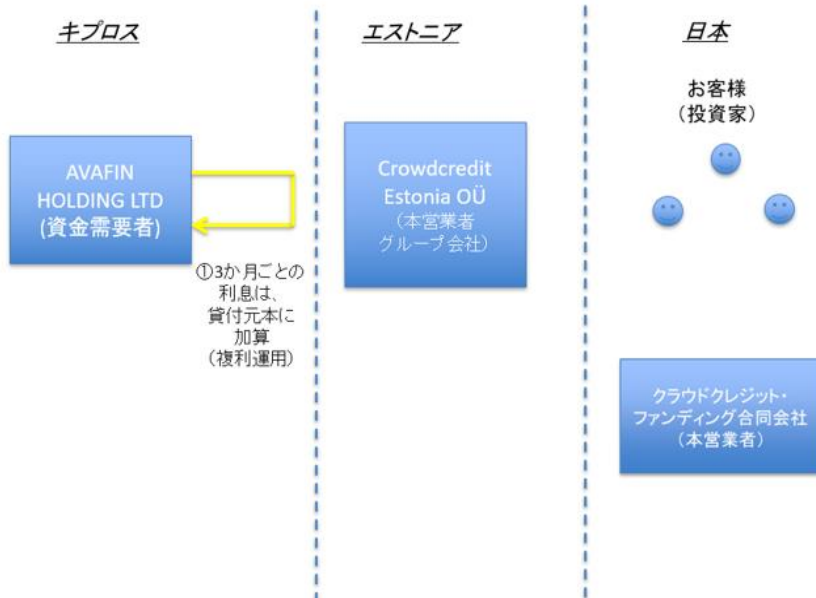 キプロス
エストニア
日本
お客様
（投資家）
AVAFIN
HOLDING LTD
(資金需要者)
Crowdcredit
Estonia OÜ
（本営業者
グループ会社）
①3か月ごとの
利息は、
貸付元本に
加算
（複利運用）
クラウドクレジット・
ファンディング合同会社
（本営業者）